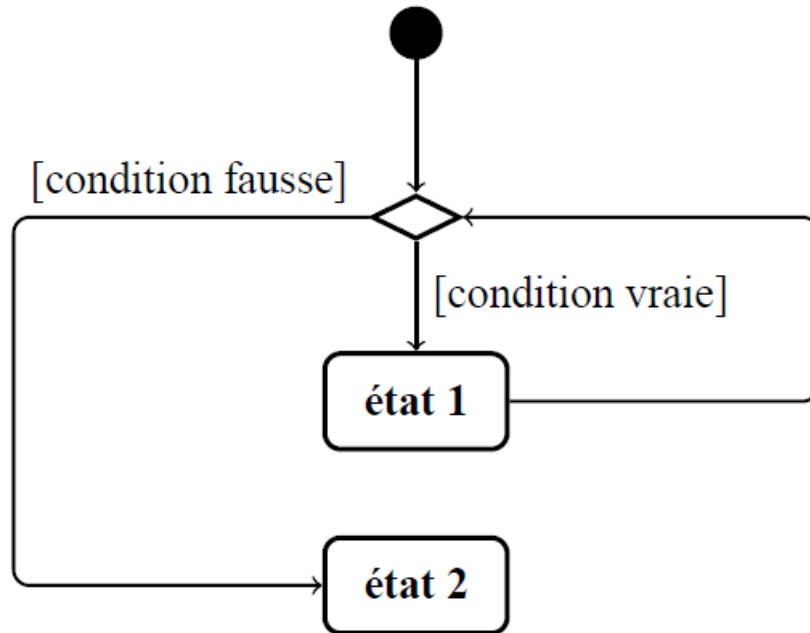 [condition fausse]
[condition vraie]
état 1
état 2